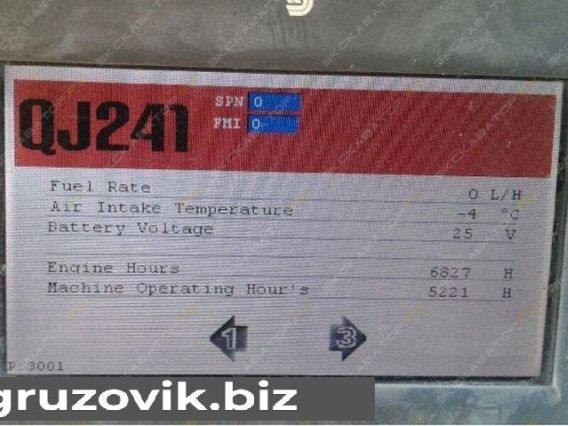 QJ241
SPN 0
FMI 0
Fuel Rate 0 L/H
Air Intake Temperature -4 °C
Battery Voltage 25 V
Engine Hours 6827 H
Machine Operating Hour's 5221 H
1 3
P:3001
gruzovik.biz